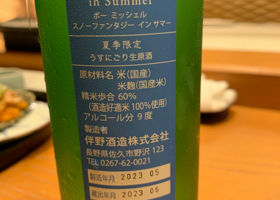 in Summer
ボー ミッシェル
スノーファンタジー イン サマー
夏季限定
うすにごり生原酒
原材料名 米(国産)
米麹(国産米)
精米歩合 60%
(酒造好適米100%使用)
アルコール分 9度
製造者
伴野酒造株式会社
長野県佐久市野沢 123
TEL 0267-62-0021
製造年月 2023 05
蔵出年月 2023 06